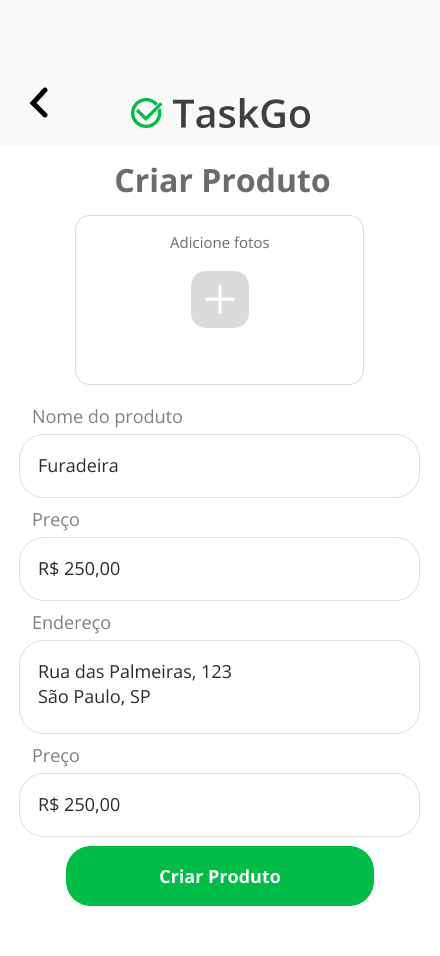 TaskGo
Criar Produto
Adicione fotos
Nome do produto
Furadeira
Preço
R$ 250,00
Endereço
Rua das Palmeiras, 123
São Paulo, SP
Preço
R$ 250,00
Criar Produto